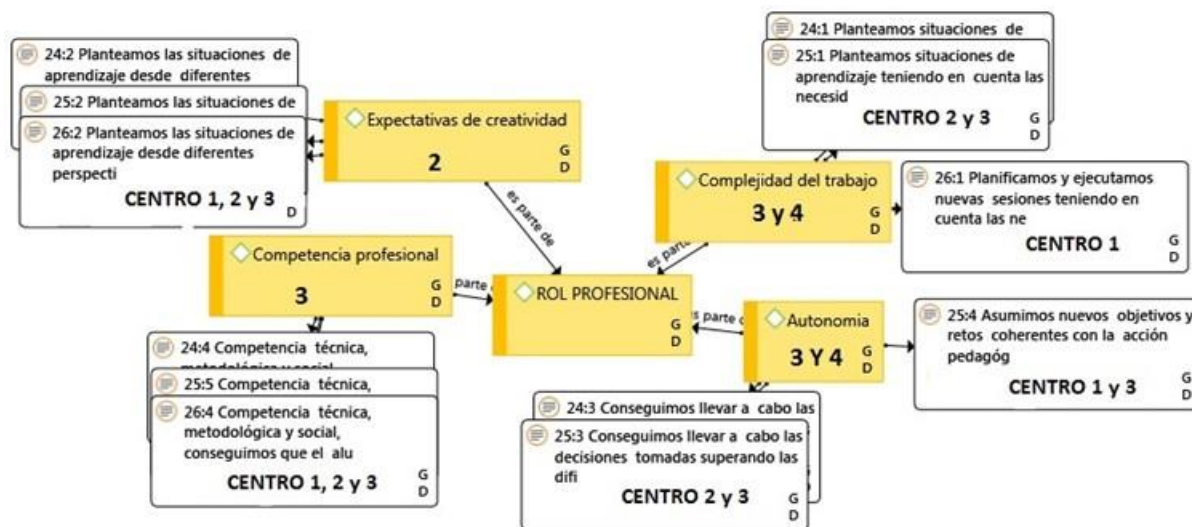 24:2 Planteamos las situaciones de
aprendizaje desde diferentes
25:2 Planteamos las situaciones de
26:2 Planteamos las situaciones de
aprendizaje desde diferentes
perspecti
CENTRO 1, 2 y 3
D
Expectativas de creatividad
2
G
D
24:1 Planteamos situaciones de
25:1 Planteamos situaciones de
aprendizaje teniendo en cuenta las
necesid
CENTRO 2 y 3
G
D
Complejidad del trabajo
3 y 4
G
D
26:1 Planificamos y ejecutamos
nuevas sesiones teniendo en
cuenta las ne
CENTRO 1
G
D
es parte de
es parte
Competencia profesional
3
G
D
parte
ROL PROFESIONAL
G
D
es parte d
Autonomia
3 Y 4
G
D
25:4 Asumimos nuevos objetivos y
retos coherentes con la acción
pedagóg
CENTRO 1 y 3
G
D
24:4 Competencia técnica,
metodológica y social
25:5 Competencia técnica,
26:4 Competencia técnica,
metodológica y social,
conseguimos que el alu
CENTRO 1, 2 y 3
G
D
24:3 Conseguimos llevar a cabo las
25:3 Conseguimos llevar a cabo las
decisiones tomadas superando las
difi
CENTRO 2 y 3
G
D